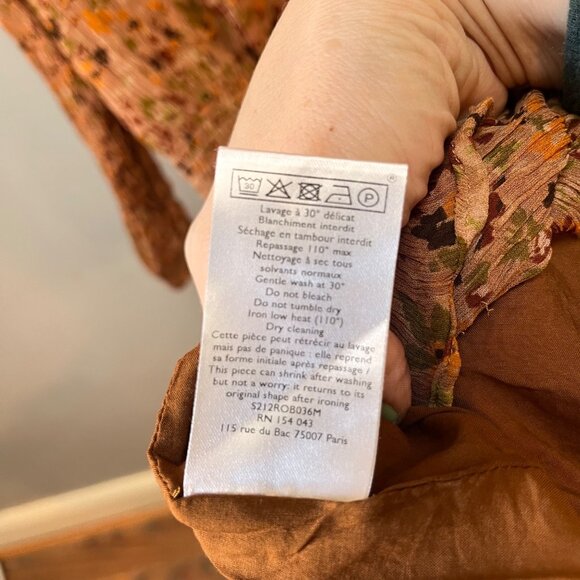 30 P ®
Lavage à 30° délicat
Blanchiment interdit
Séchage en tambour interdit
Repassage 110° max
Nettoyage à sec tous
solvants normaux
Gentle wash at 30°
Do not bleach
Do not tumble dry
Iron low heat (110°)
Dry cleaning
Cette pièce peut rétrécir au lavage
mais pas de panique : elle reprend
sa forme initiale après repassage /
This piece can shrink after washing
but not a worry: it returns to its
original shape after ironing
S212ROB036M
RN 154 043
115 rue du Bac 75007 Paris